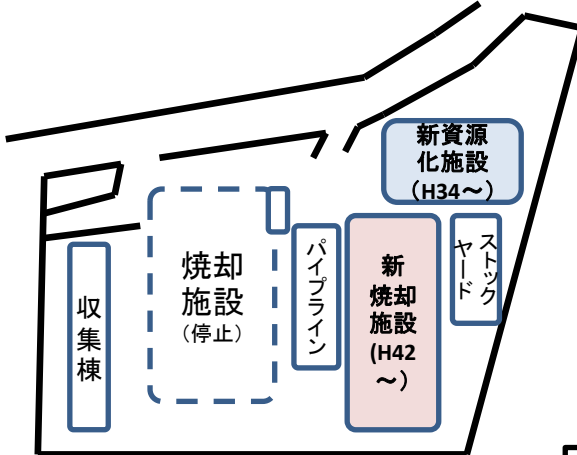 新資源
化施設
（H34～）
ストック
ヤード
パイプライン
新
焼却
施設
(H42
～)
焼却
施設
（停止）
収集棟